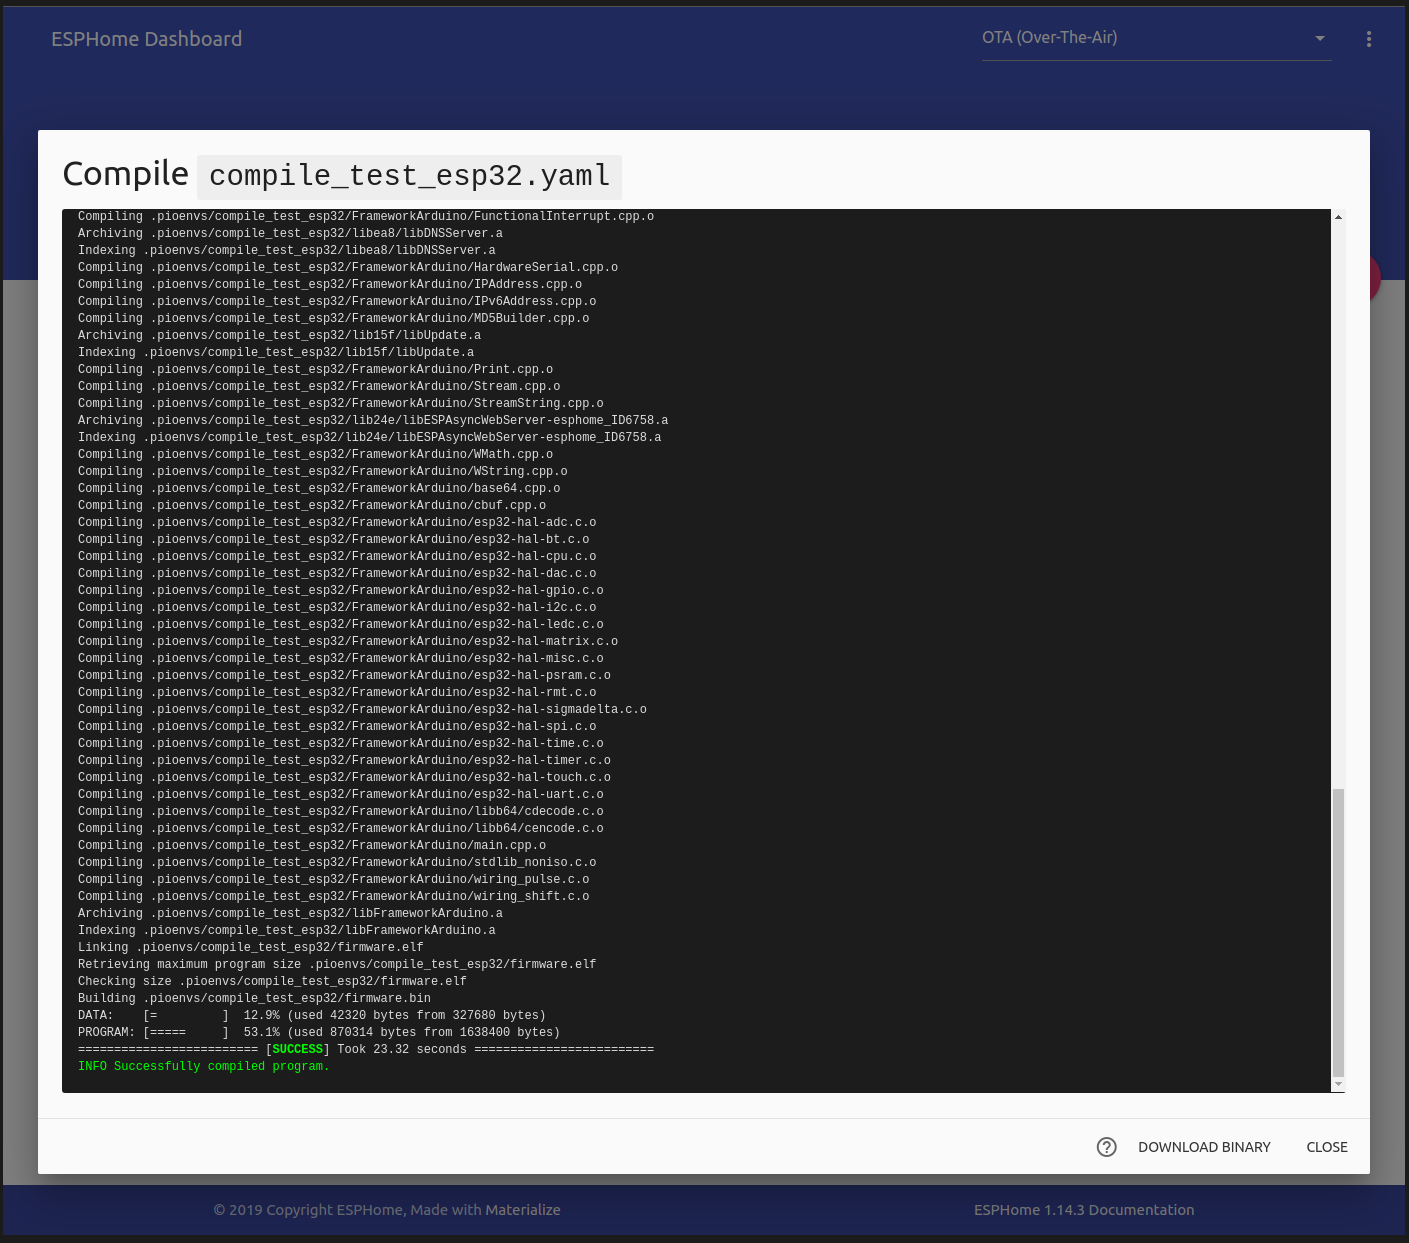 ESPHome Dashboard
OTA (Over-The-Air)
Compile compile_test_esp32.yaml
Compiling .pioenvs/compile_test_esp32/FrameworkArduino/FunctionalInterrupt.cpp.o
Archiving .pioenvs/compile_test_esp32/libea8/libDNSServer.a
Indexing .pioenvs/compile_test_esp32/libea8/libDNSServer.a
Compiling .pioenvs/compile_test_esp32/FrameworkArduino/HardwareSerial.cpp.o
Compiling .pioenvs/compile_test_esp32/FrameworkArduino/IPAddress.cpp.o
Compiling .pioenvs/compile_test_esp32/FrameworkArduino/IPv6Address.cpp.o
Compiling .pioenvs/compile_test_esp32/FrameworkArduino/MD5Builder.cpp.o
Archiving .pioenvs/compile_test_esp32/lib15f/libUpdate.a
Indexing .pioenvs/compile_test_esp32/lib15f/libUpdate.a
Compiling .pioenvs/compile_test_esp32/FrameworkArduino/Print.cpp.o
Compiling .pioenvs/compile_test_esp32/FrameworkArduino/Stream.cpp.o
Compiling .pioenvs/compile_test_esp32/FrameworkArduino/StreamString.cpp.o
Archiving .pioenvs/compile_test_esp32/lib24e/libESPAsyncWebServer-esphome_ID6758.a
Indexing .pioenvs/compile_test_esp32/lib24e/libESPAsyncWebServer-esphome_ID6758.a
Compiling .pioenvs/compile_test_esp32/FrameworkArduino/WMath.cpp.o
Compiling .pioenvs/compile_test_esp32/FrameworkArduino/WString.cpp.o
Compiling .pioenvs/compile_test_esp32/FrameworkArduino/base64.cpp.o
Compiling .pioenvs/compile_test_esp32/FrameworkArduino/cbuf.cpp.o
Compiling .pioenvs/compile_test_esp32/FrameworkArduino/esp32-hal-adc.c.o
Compiling .pioenvs/compile_test_esp32/FrameworkArduino/esp32-hal-bt.c.o
Compiling .pioenvs/compile_test_esp32/FrameworkArduino/esp32-hal-cpu.c.o
Compiling .pioenvs/compile_test_esp32/FrameworkArduino/esp32-hal-dac.c.o
Compiling .pioenvs/compile_test_esp32/FrameworkArduino/esp32-hal-gpio.c.o
Compiling .pioenvs/compile_test_esp32/FrameworkArduino/esp32-hal-i2c.c.o
Compiling .pioenvs/compile_test_esp32/FrameworkArduino/esp32-hal-ledc.c.o
Compiling .pioenvs/compile_test_esp32/FrameworkArduino/esp32-hal-matrix.c.o
Compiling .pioenvs/compile_test_esp32/FrameworkArduino/esp32-hal-misc.c.o
Compiling .pioenvs/compile_test_esp32/FrameworkArduino/esp32-hal-psram.c.o
Compiling .pioenvs/compile_test_esp32/FrameworkArduino/esp32-hal-rmt.c.o
Compiling .pioenvs/compile_test_esp32/FrameworkArduino/esp32-hal-sigmadelta.c.o
Compiling .pioenvs/compile_test_esp32/FrameworkArduino/esp32-hal-spi.c.o
Compiling .pioenvs/compile_test_esp32/FrameworkArduino/esp32-hal-time.c.o
Compiling .pioenvs/compile_test_esp32/FrameworkArduino/esp32-hal-timer.c.o
Compiling .pioenvs/compile_test_esp32/FrameworkArduino/esp32-hal-touch.c.o
Compiling .pioenvs/compile_test_esp32/FrameworkArduino/esp32-hal-uart.c.o
Compiling .pioenvs/compile_test_esp32/FrameworkArduino/libb64/cdecode.c.o
Compiling .pioenvs/compile_test_esp32/FrameworkArduino/libb64/cencode.c.o
Compiling .pioenvs/compile_test_esp32/FrameworkArduino/main.cpp.o
Compiling .pioenvs/compile_test_esp32/FrameworkArduino/stdlib_noniso.c.o
Compiling .pioenvs/compile_test_esp32/FrameworkArduino/wiring_pulse.c.o
Compiling .pioenvs/compile_test_esp32/FrameworkArduino/wiring_shift.c.o
Archiving .pioenvs/compile_test_esp32/libFrameworkArduino.a
Indexing .pioenvs/compile_test_esp32/libFrameworkArduino.a
Linking .pioenvs/compile_test_esp32/firmware.elf
Retrieving maximum program size .pioenvs/compile_test_esp32/firmware.elf
Checking size .pioenvs/compile_test_esp32/firmware.elf
Building .pioenvs/compile_test_esp32/firmware.bin
DATA:    [=         ]  12.9% (used 42320 bytes from 327680 bytes)
PROGRAM: [=====     ]  53.1% (used 870314 bytes from 1638400 bytes)
========================= [SUCCESS] Took 23.32 seconds =========================
INFO Successfully compiled program.
DOWNLOAD BINARY CLOSE
© 2019 Copyright ESPHome, Made with Materialize
ESPHome 1.14.3 Documentation